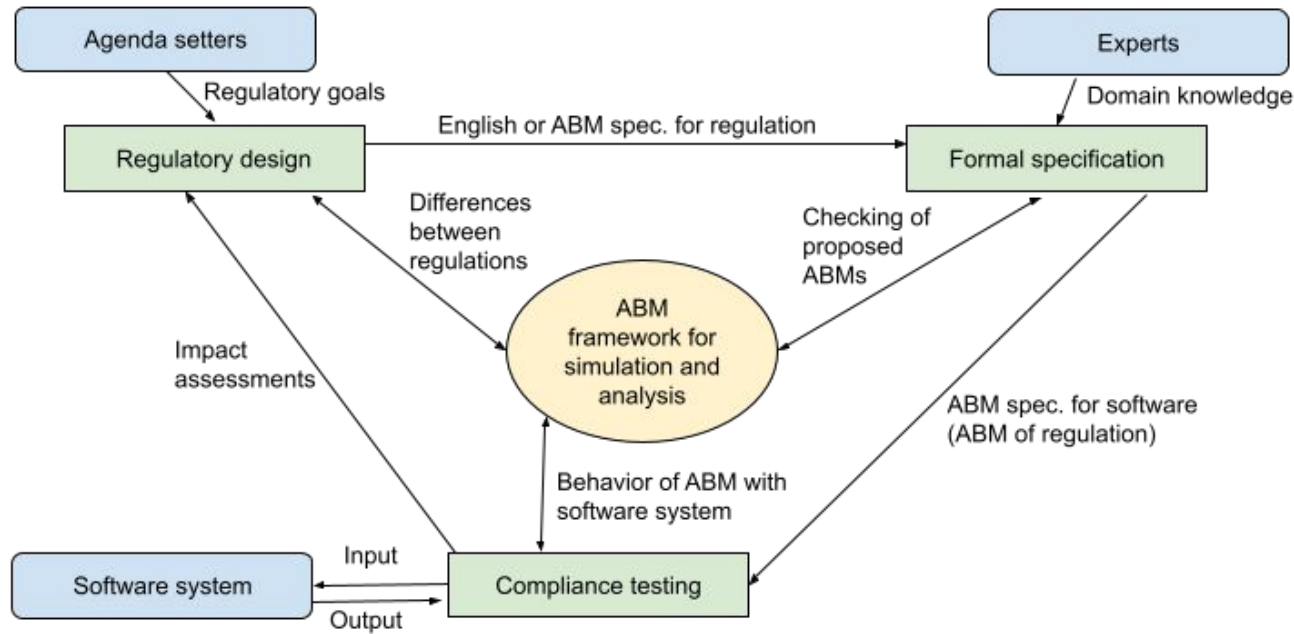 Agenda setters
Experts
Regulatory goals
Domain knowledge
English or ABM spec. for regulation
Regulatory design
Formal specification
Differences
between
regulations
Checking of
proposed
ABMs
ABM
framework for
simulation and
analysis
Impact
assessments
ABM spec. for software
(ABM of regulation)
Behavior of ABM with
software system
Input
Software system
Compliance testing
Output